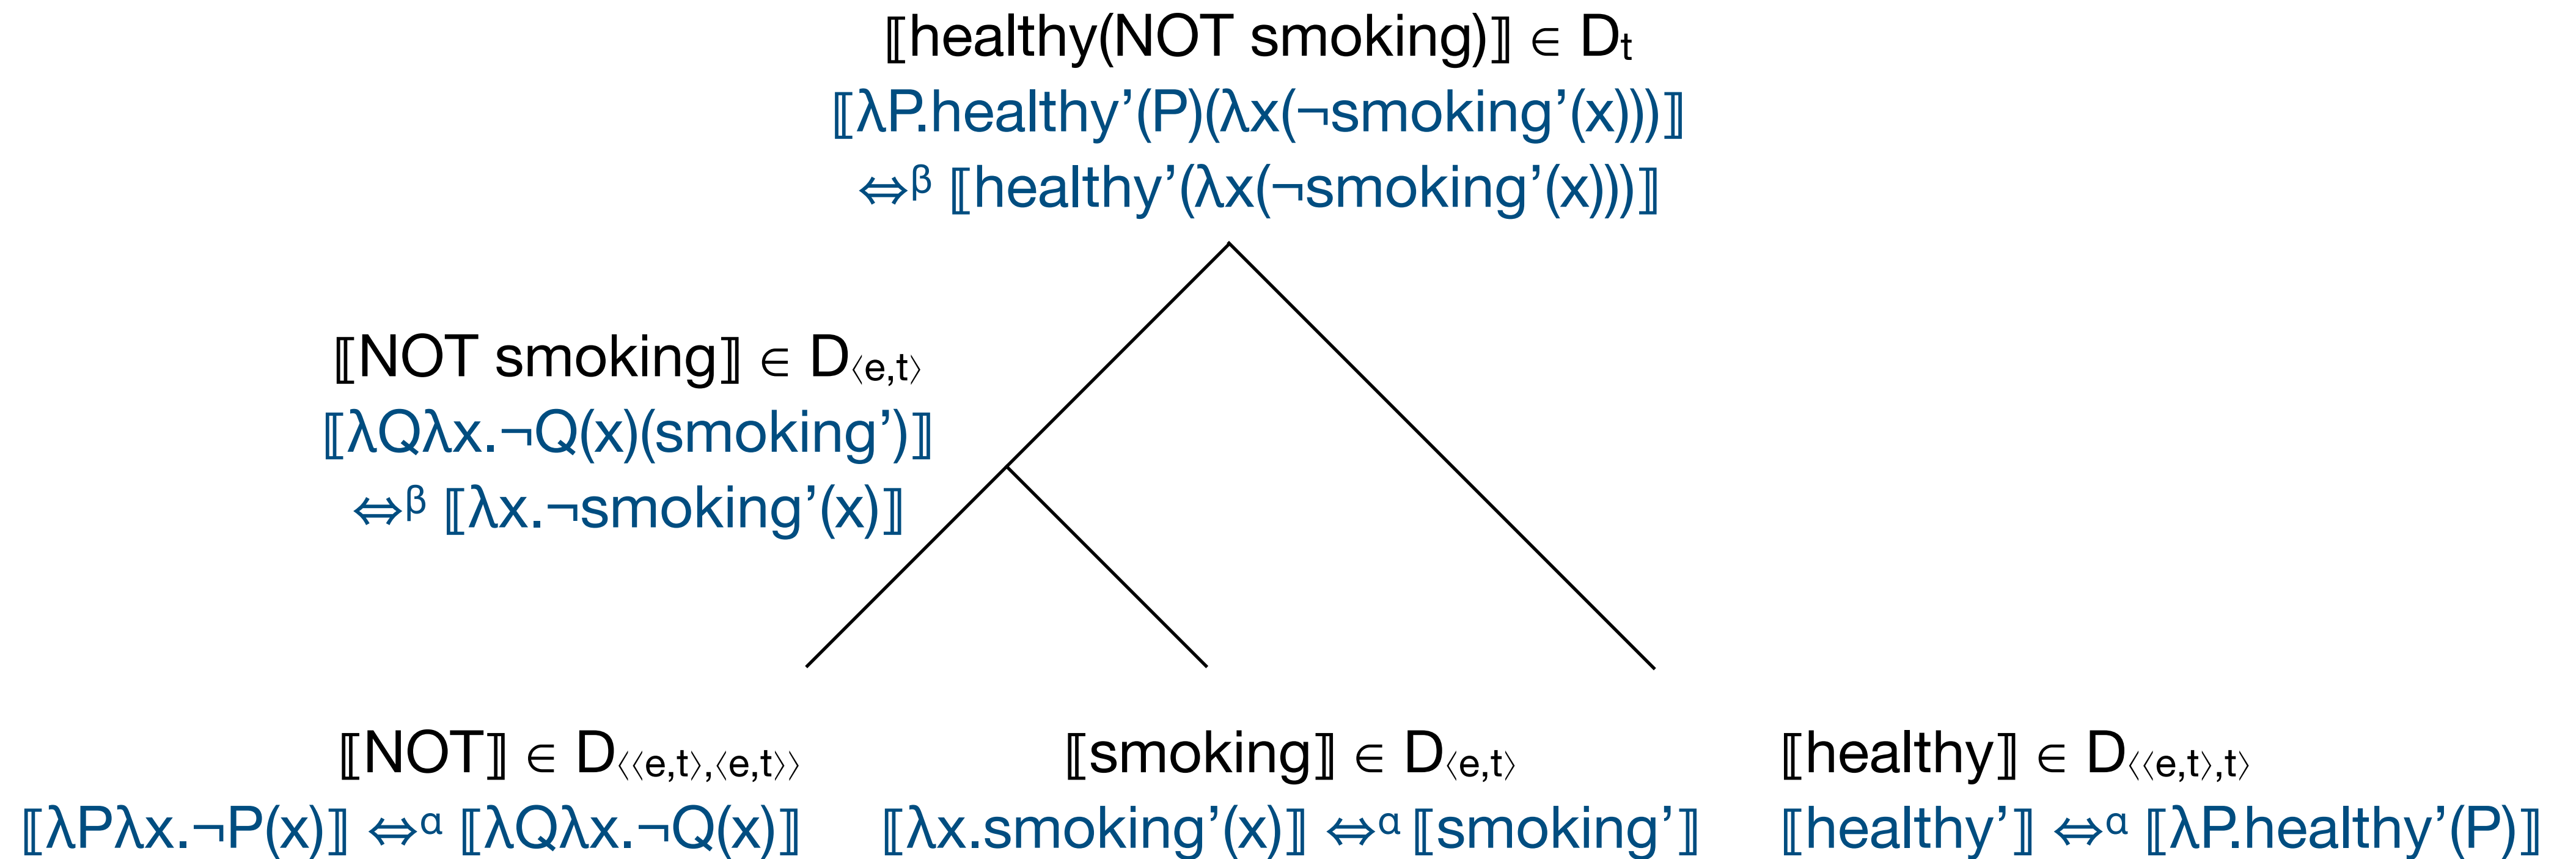 ⟦healthy(NOT smoking)⟧ ∈ Dₜ
⟦λP.healthy’(P)(λx(¬smoking’(x)))⟧
⇔ᵝ ⟦healthy’(λx(¬smoking’(x)))⟧
⟦NOT smoking⟧ ∈ D⟨e,t⟩
⟦λQλx.¬Q(x)(smoking’)⟧
⇔ᵝ ⟦λx.¬smoking’(x)⟧
⟦NOT⟧ ∈ D⟨⟨e,t⟩,⟨e,t⟩⟩
⟦λPλx.¬P(x)⟧ ⇔ᵅ ⟦λQλx.¬Q(x)⟧
⟦smoking⟧ ∈ D⟨e,t⟩
⟦λx.smoking’(x)⟧ ⇔ᵅ ⟦smoking’⟧
⟦healthy⟧ ∈ D⟨⟨e,t⟩,t⟩
⟦healthy’⟧ ⇔ᵅ ⟦λP.healthy’(P)⟧